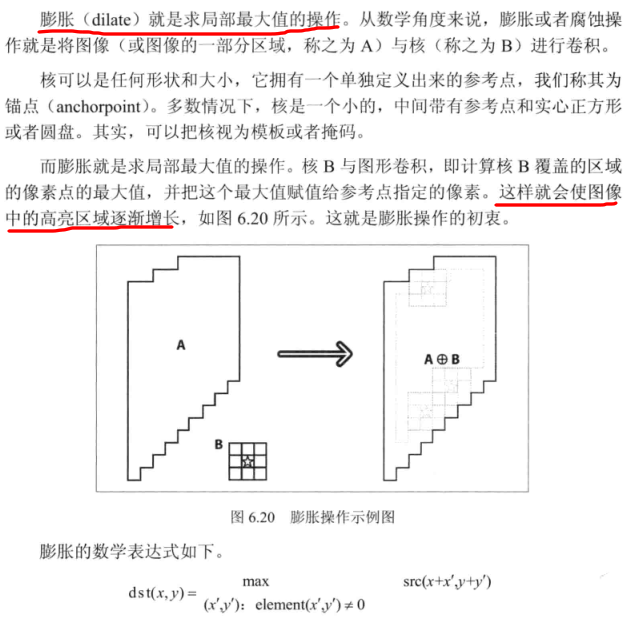 膨胀（dilate）就是求局部最大值的操作。从数学角度来说，膨胀或者腐蚀操
作就是将图像（或图像的一部分区域，称之为 A）与核（称之为 B）进行卷积。
核可以是任何形状和大小，它拥有一个单独定义出来的参考点，我们称其为
锚点（anchorpoint）。多数情况下，核是一个小的，中间带有参考点和实心正方形
或者圆盘。其实，可以把核视为模板或者掩码。
而膨胀就是求局部最大值的操作。核 B 与图形卷积，即计算核 B 覆盖的区域
的像素点的最大值，并把这个最大值赋值给参考点指定的像素。这样就会使图像
中的高亮区域逐渐增长，如图 6.20 所示。这就是膨胀操作的初衷。
A
B
A⊕B
图 6.20 膨胀操作示例图
膨胀的数学表达式如下。
dst(x, y) = max src(x+x′,y+y′)
(x′,y′)：element(x′,y′) ≠ 0